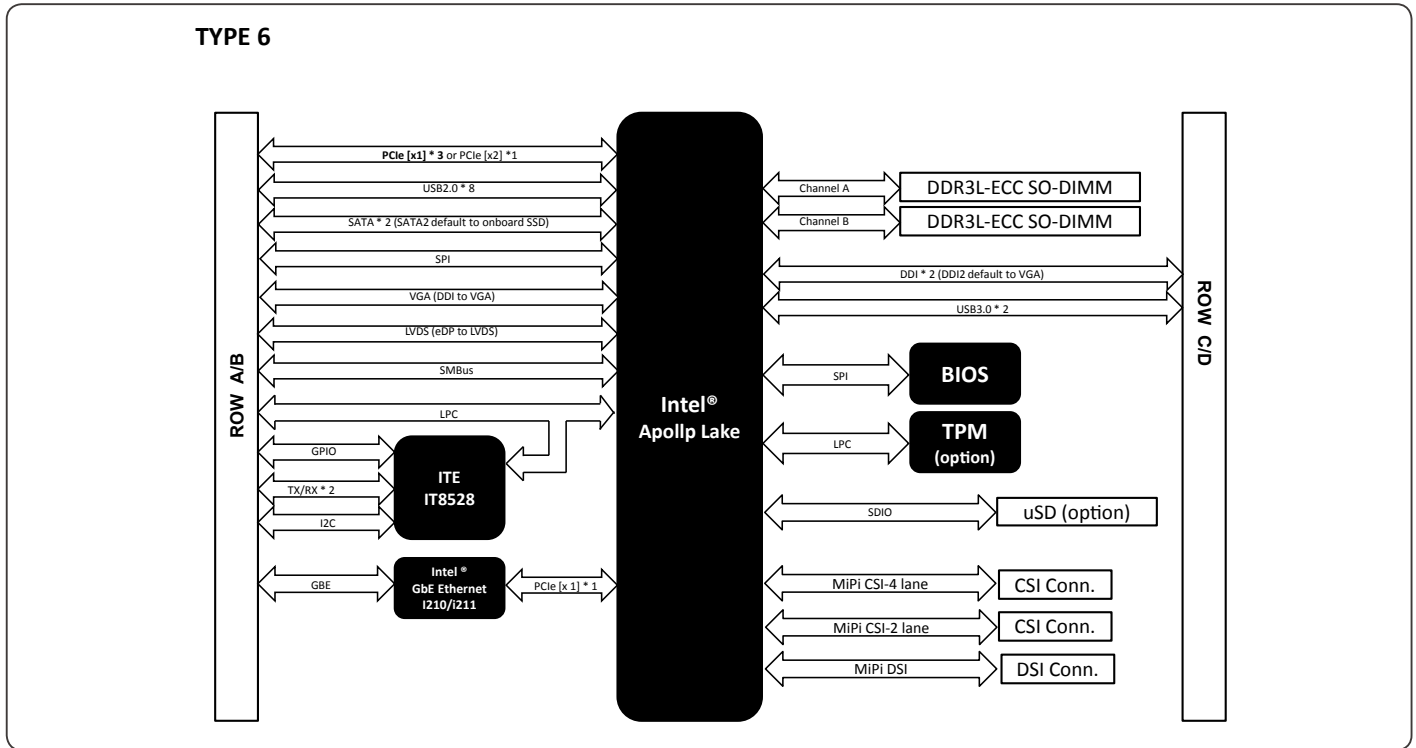 TYPE 6
ROW A/B
PCIe [x1] * 3 or PCIe [x2] *1
USB2.0 * 8
SATA * 2 (SATA2 default to onboard SSD)
SPI
VGA (DDI to VGA)
LVDS (eDP to LVDS)
SMBus
LPC
GPIO
TX/RX * 2
I2C
ITE
IT8528
GBE
Intel ®
GbE Ethernet
I210/i211
PCIe [x 1] * 1
Intel®
Apollp Lake
Channel A
DDR3L-ECC SO-DIMM
Channel B
DDR3L-ECC SO-DIMM
DDI * 2 (DDI2 default to VGA)
USB3.0 * 2
SPI
BIOS
LPC
TPM
(option)
SDIO
uSD (option)
MiPi CSI-4 lane
CSI Conn.
MiPi CSI-2 lane
CSI Conn.
MiPi DSI
DSI Conn.
ROW C/D